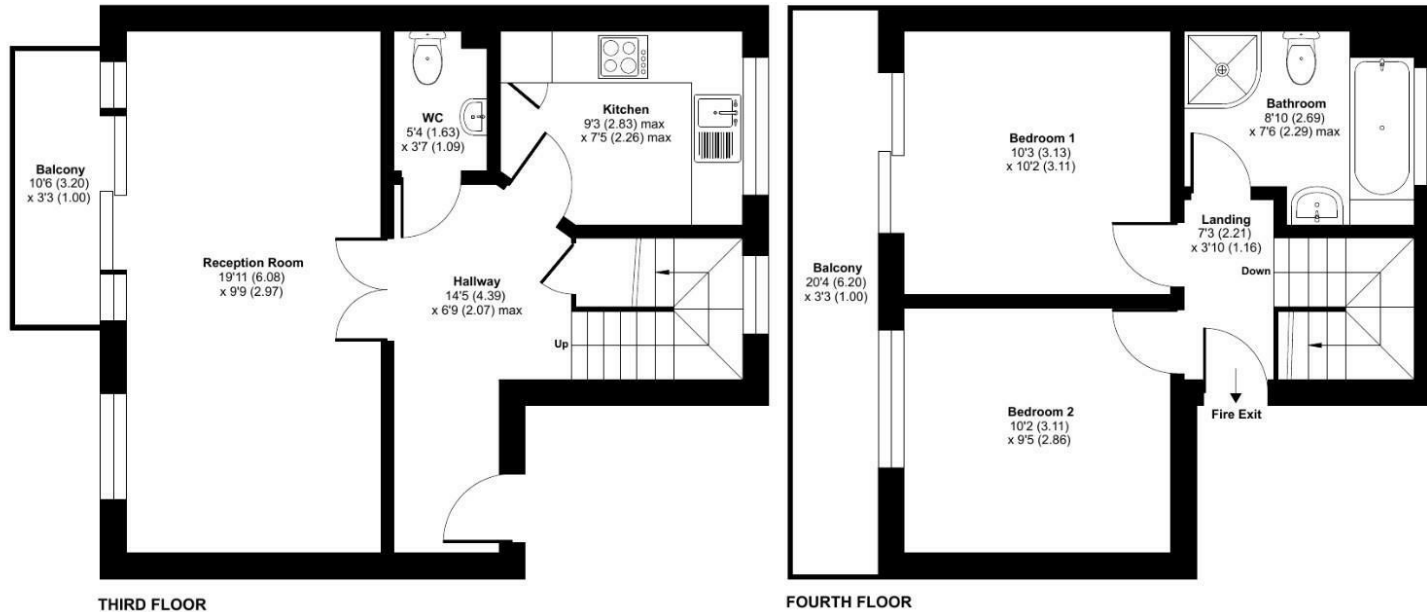 Balcony
10'6 (3.20)
x 3'3 (1.00)
Reception Room
19'11 (6.08)
x 9'9 (2.97)
WC
5'4 (1.63)
x 3'7 (1.09)
Kitchen
9'3 (2.83) max
x 7'5 (2.26) max
Hallway
14'5 (4.39)
x 6'9 (2.07) max
Up
THIRD FLOOR
Balcony
20'4 (6.20)
x 3'3 (1.00)
Bedroom 1
10'3 (3.13)
x 10'2 (3.11)
Bathroom
8'10 (2.69)
x 7'6 (2.29) max
Landing
7'3 (2.21)
x 3'10 (1.16)
Down
Bedroom 2
10'2 (3.11)
x 9'5 (2.86)
Fire Exit
FOURTH FLOOR